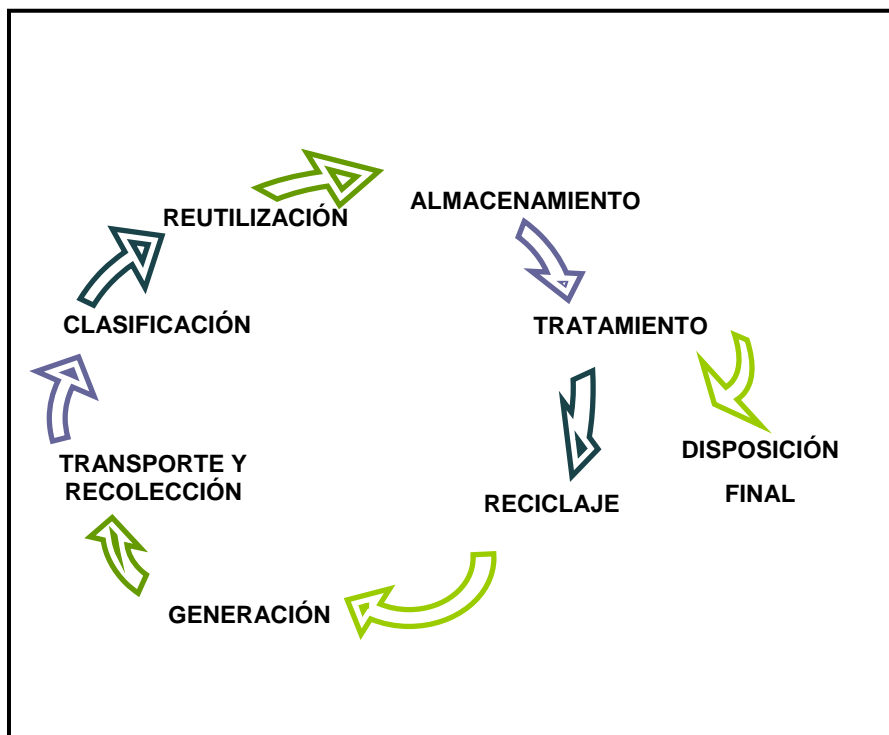 REUTILIZACIÓN
ALMACENAMIENTO
CLASIFICACIÓN
TRATAMIENTO
TRANSPORTE Y
RECOLECCIÓN
DISPOSICIÓN
FINAL
RECICLAJE
GENERACIÓN